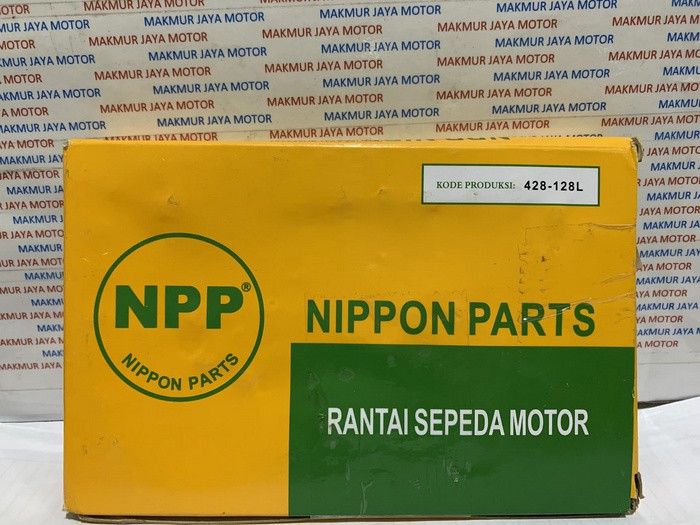 MAKMUR JAYA MOTOR
KODE PRODUKSI: 428-128L
NPP®
NIPPON PARTS
NIPPON PARTS
RANTAI SEPEDA MOTOR